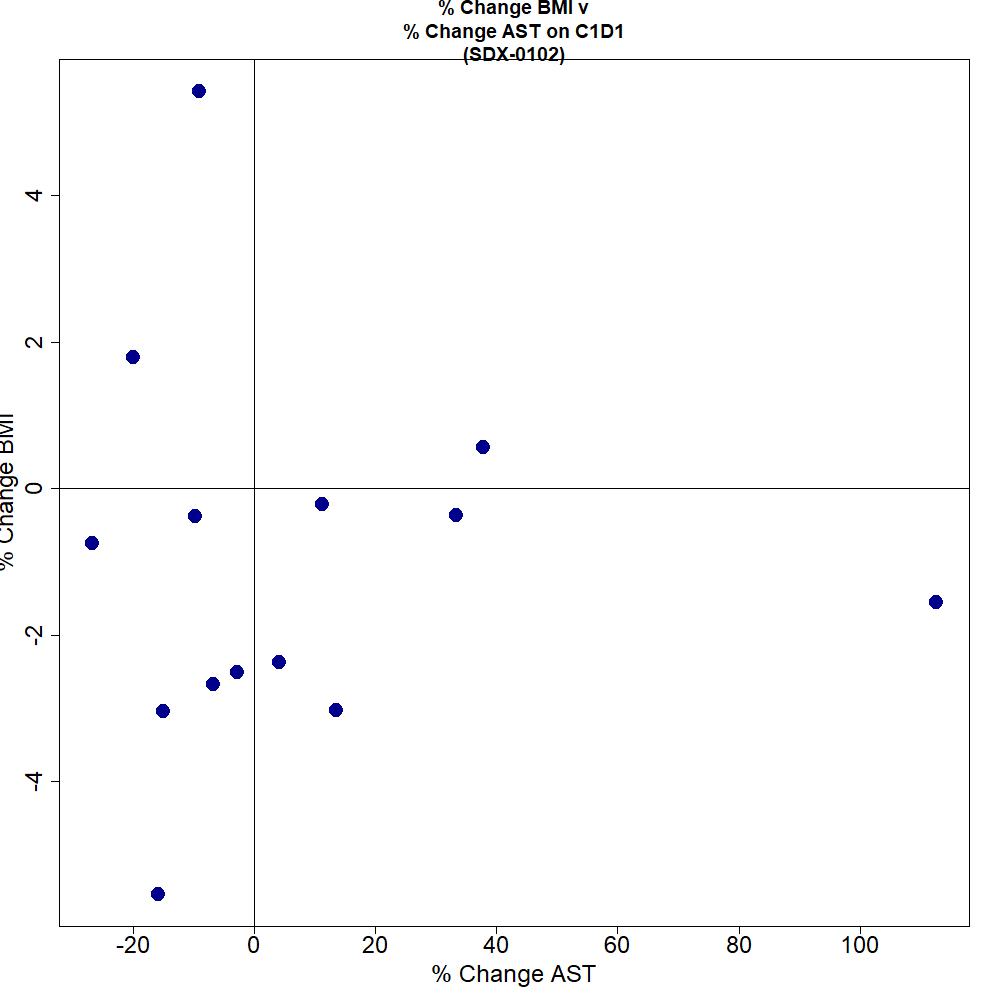 % Change BMI v
% Change AST on C1D1
(SDX-0102)
4
2
0
-2
-4
% Change BMI
-20 0 20 40 60 80 100
% Change AST